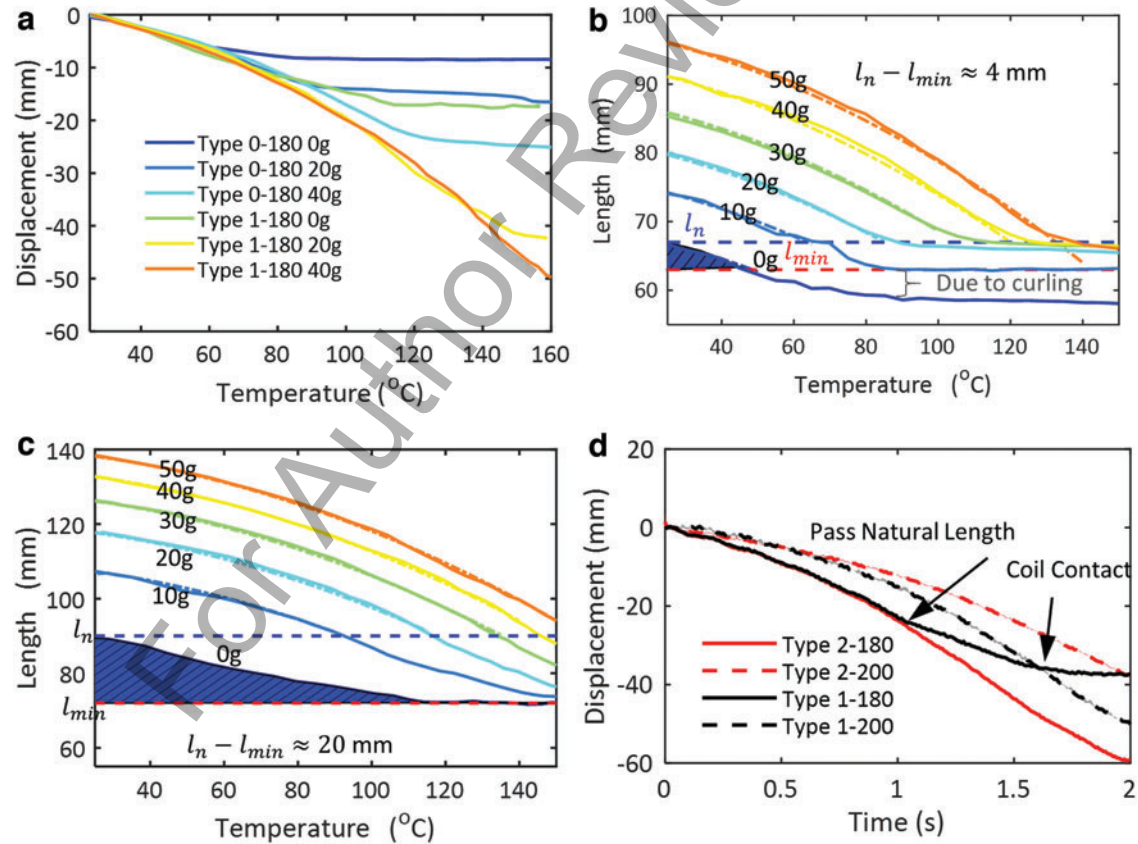 a
0
-10
-20
-30
-40
-50
-60
Displacement (mm)
Type 0-180 0g
Type 0-180 20g
Type 0-180 40g
Type 1-180 0g
Type 1-180 20g
Type 1-180 40g
40 60 80 100 120 140 160
Temperature (°C)
b
100
90
80
70
60
Length (mm)
l_n − l_min ≈ 4 mm
50g
40g
30g
20g
10g
l_n
l_min
0g
Due to curling
40 60 80 100 120 140
Temperature (°C)
c
140
120
100
80
60
Length (mm)
50g
40g
30g
20g
10g
l_n
0g
l_min
l_n − l_min ≈ 20 mm
40 60 80 100 120 140
Temperature (°C)
d
20
0
-20
-40
-60
Displacement (mm)
Pass Natural Length
Coil Contact
Type 2-180
Type 2-200
Type 1-180
Type 1-200
0 0.5 1 1.5 2
Time (s)
For Author Review